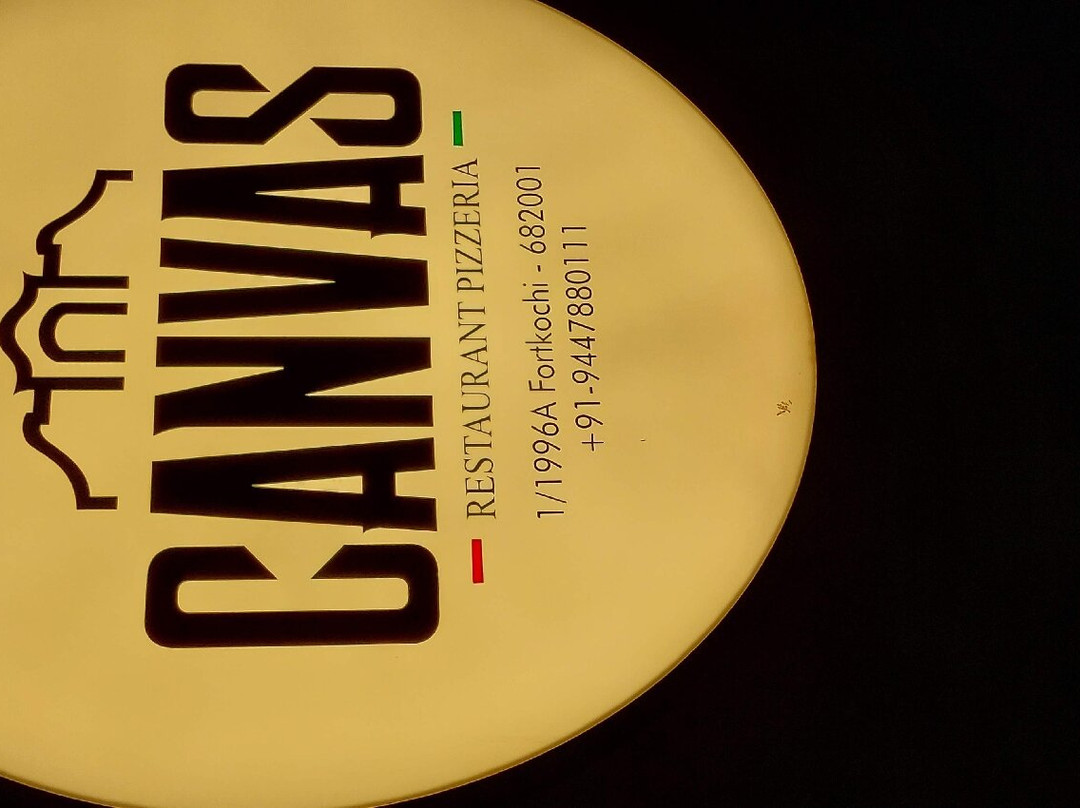 CANVAS
RESTAURANT PIZZERIA
1/1996A Fortkochi - 682001
+91-9447880111